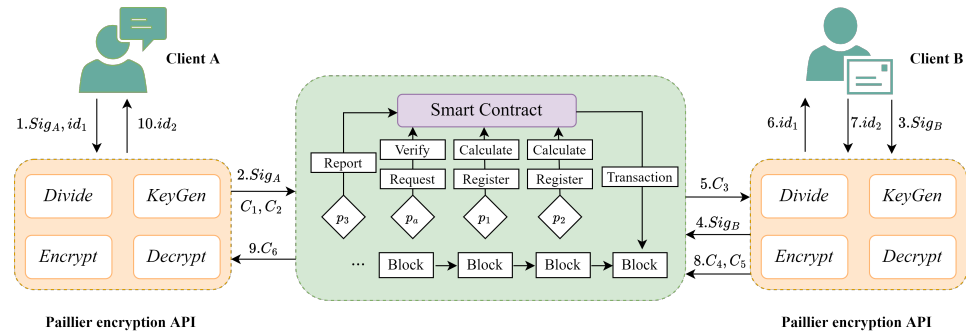 Client A
Client B
1.Sig_A, id_1
10.id_2
6.id_1
7.id_2
3.Sig_B
Smart Contract
Report
Verify
Calculate
Calculate
Request
Register
Register
Transaction
p_3
p_a
p_1
p_2
...
Block
Block
Block
Block
Divide
KeyGen
Encrypt
Decrypt
2.Sig_A
C_1, C_2
9.C_6
5.C_3
4.Sig_B
8.C_4, C_5
Divide
KeyGen
Encrypt
Decrypt
Paillier encryption API
Paillier encryption API